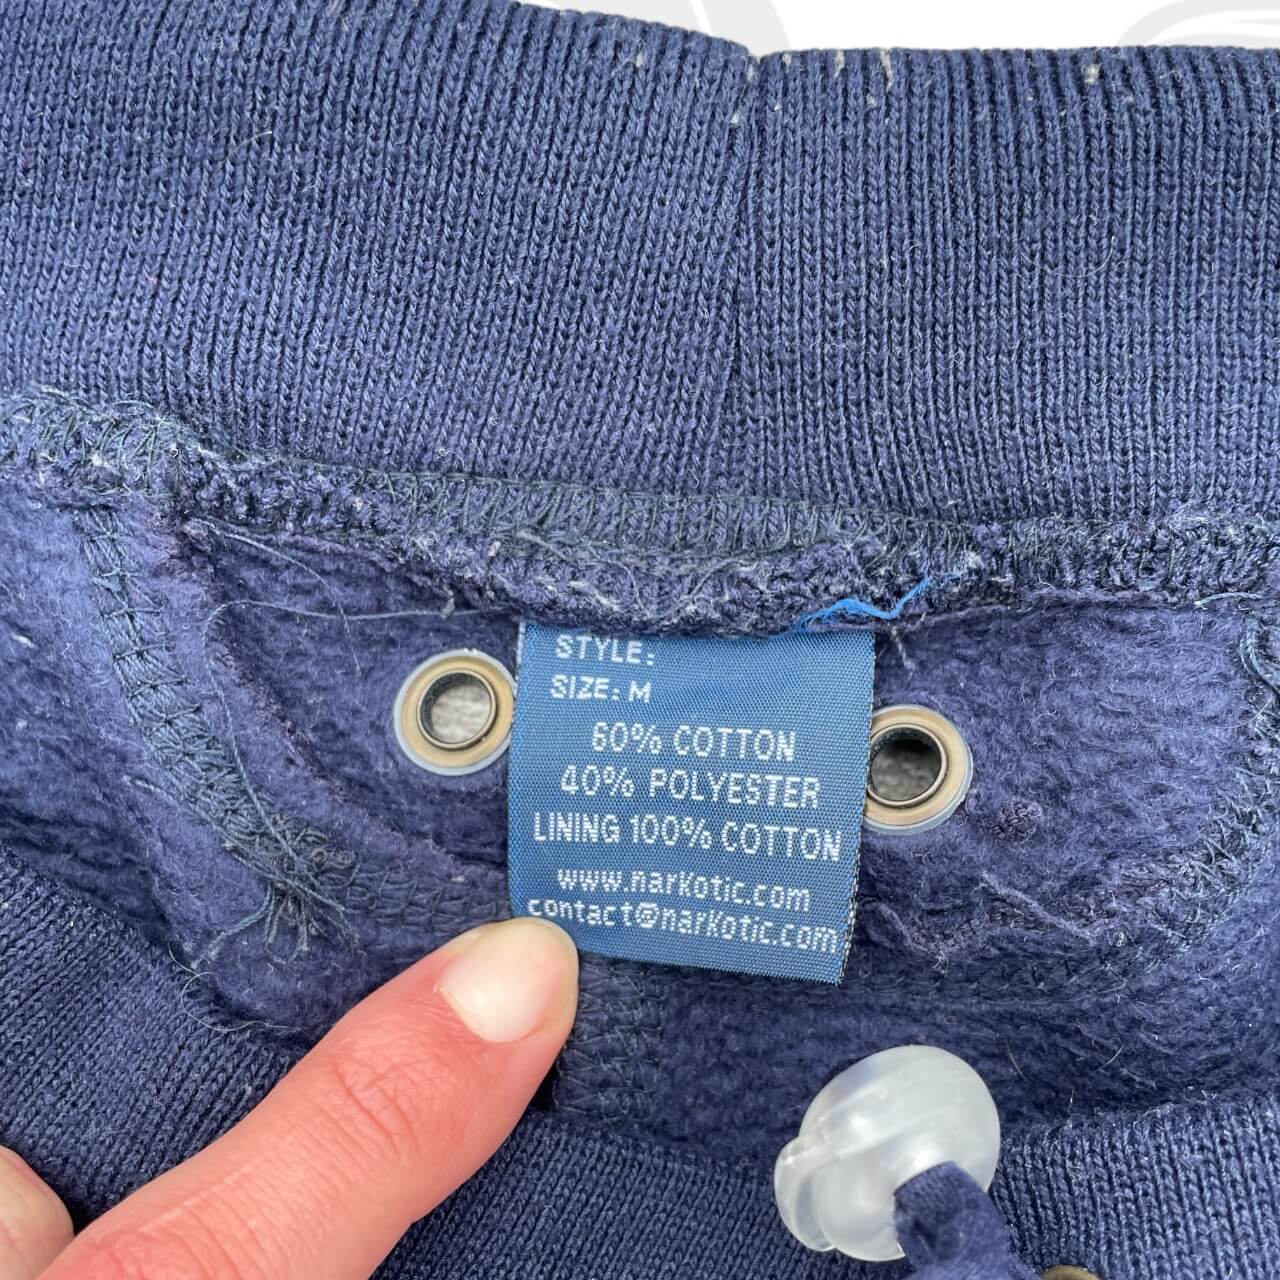 STYLE:
SIZE: M
60% COTTON
40% POLYESTER
LINING 100% COTTON
www.narKotic.com
contact@narKotic.com